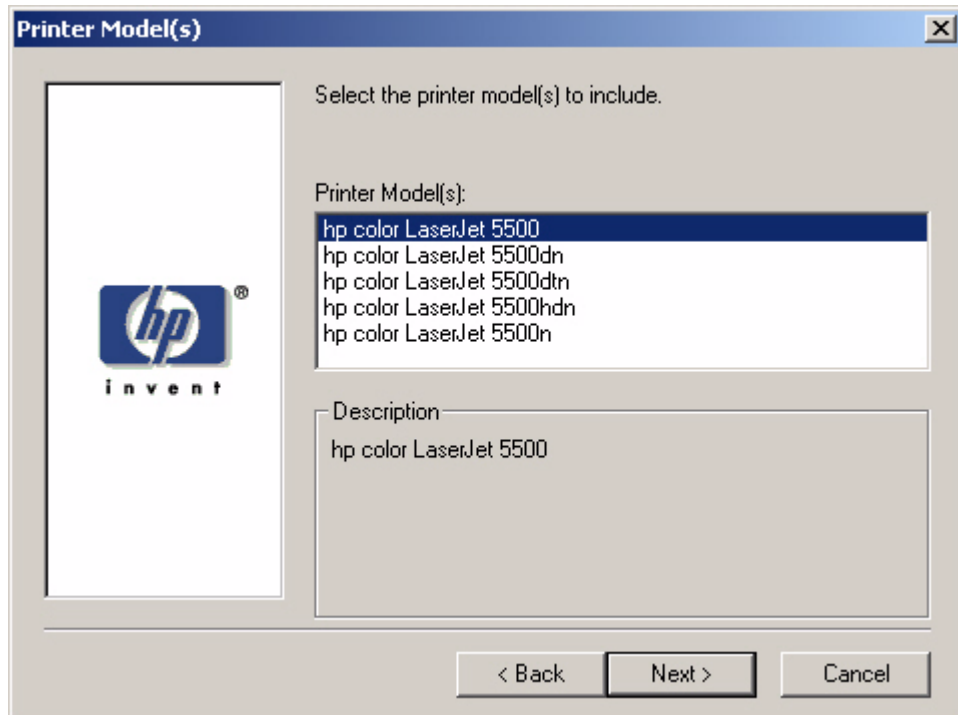 Printer Model(s)
Select the printer model(s) to include.
Printer Model(s):
hp color LaserJet 5500
hp color LaserJet 5500dn
hp color LaserJet 5500dtn
hp color LaserJet 5500hdn
hp color LaserJet 5500n
hp ®
invent
Description
hp color LaserJet 5500
< Back
Next >
Cancel